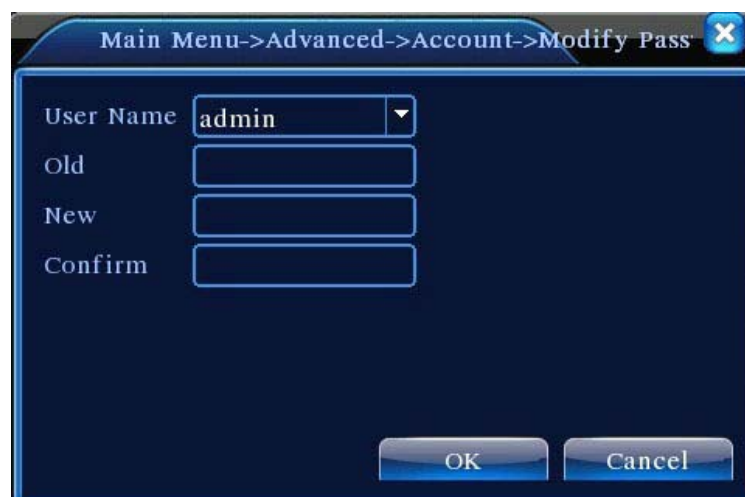 Main Menu->Advanced->Account->Modify Pass
User Name admin
Old
New
Confirm
OK Cancel